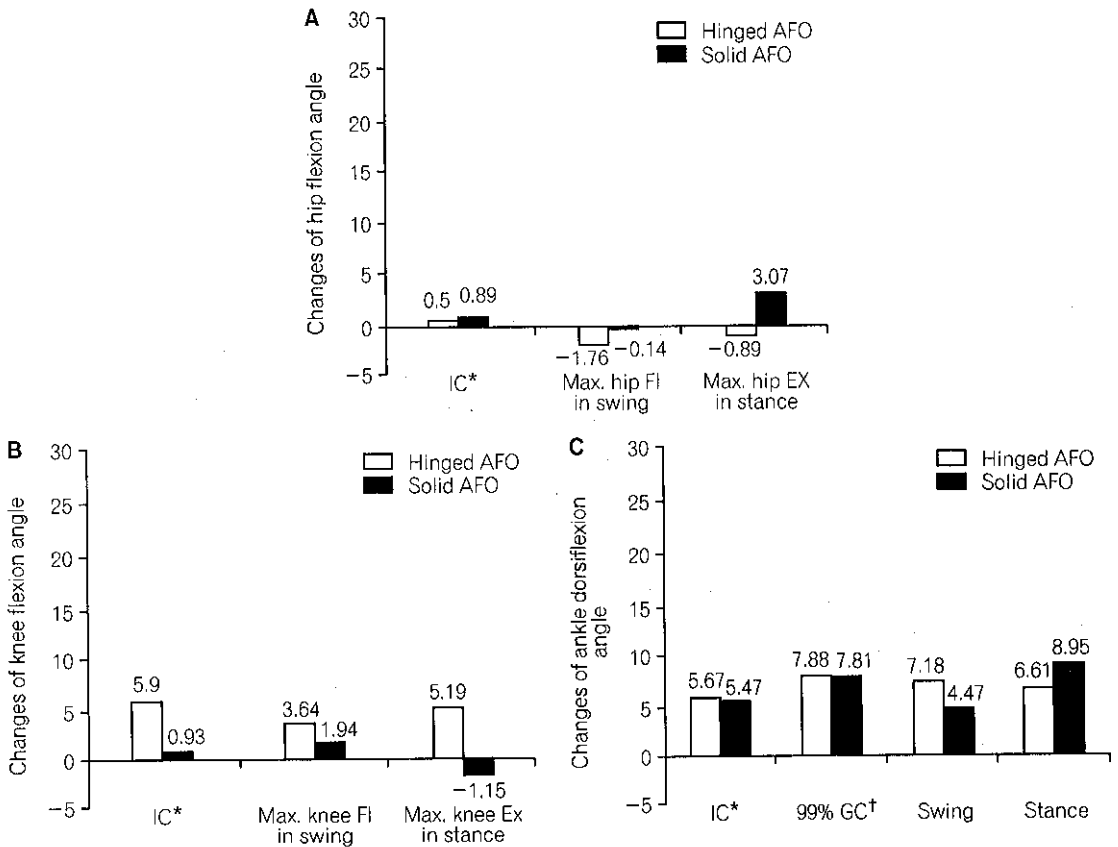 A
Changes of hip flexion angle
30
25
20
15
10
5
0
−5
Hinged AFO
Solid AFO
0.5 0.89
−1.76 −0.14
−0.89 3.07
IC*
Max. hip Fl
in swing
Max. hip EX
in stance
B
Changes of knee flexion angle
30
25
20
15
10
5
0
−5
Hinged AFO
Solid AFO
5.9 0.93
3.64 1.94
5.19 −1.15
IC*
Max. knee Fl
in swing
Max. knee Ex
in stance
C
Changes of ankle dorsiflexion
angle
30
25
20
15
10
5
0
−5
Hinged AFO
Solid AFO
5.67 5.47
7.88 7.81
7.18 4.47
6.61 8.95
IC*
99% GC†
Swing
Stance